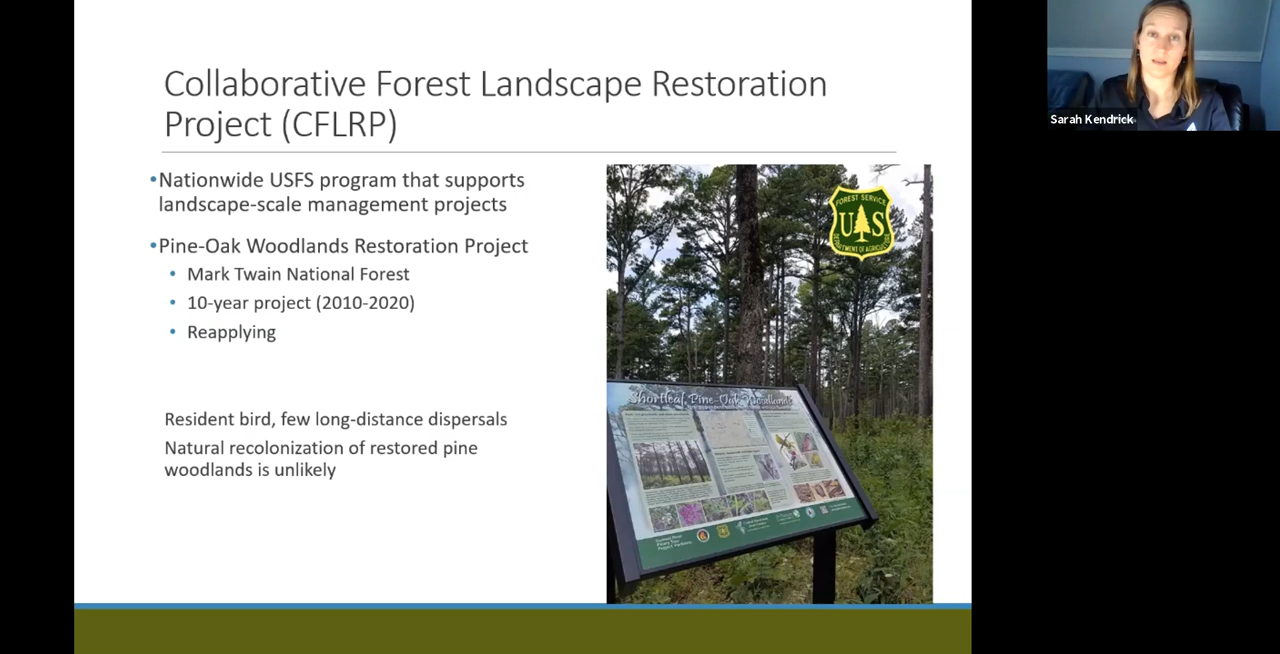 Collaborative Forest Landscape Restoration
Project (CFLRP)
•Nationwide USFS program that supports
landscape-scale management projects
•Pine-Oak Woodlands Restoration Project
• Mark Twain National Forest
• 10-year project (2010-2020)
• Reapplying
Resident bird, few long-distance dispersals
Natural recolonization of restored pine
woodlands is unlikely
FOREST SERVICE
US
DEPARTMENT OF AGRICULTURE
Shortleaf Pine-Oak Woodlands
Sarah Kendrick